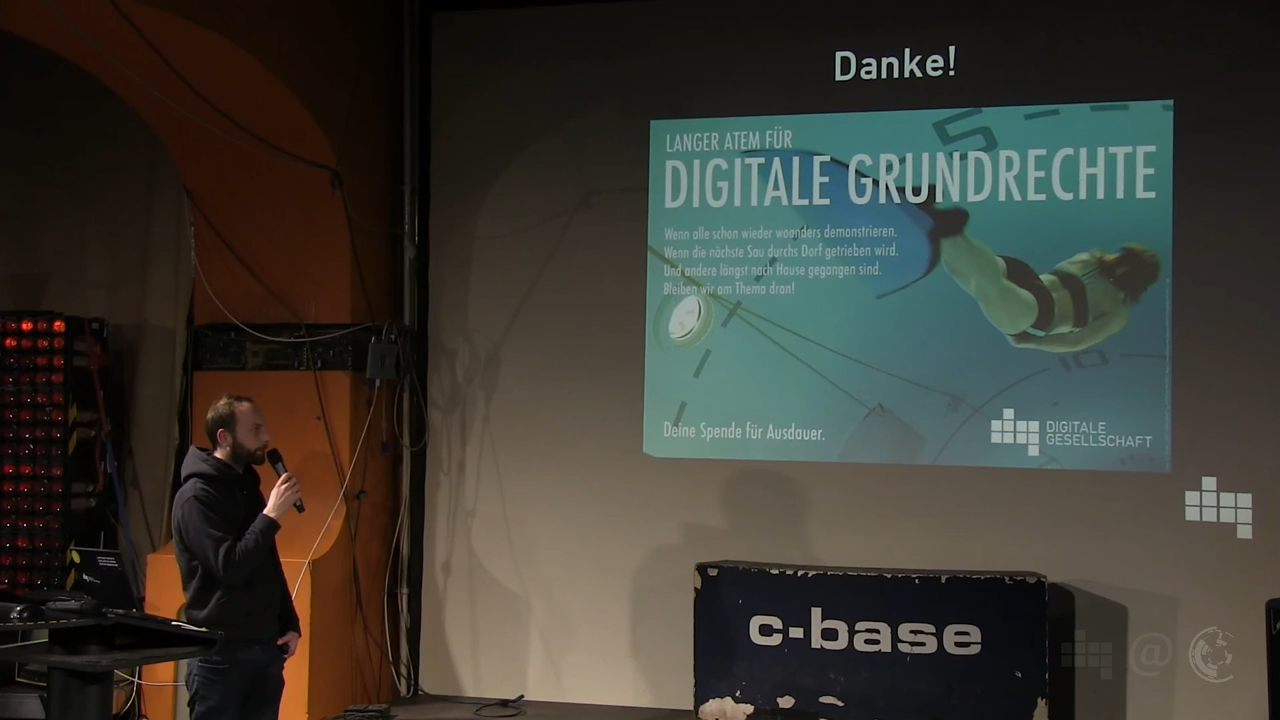 Danke!
LANGER ATEM FÜR
DIGITALE GRUNDRECHTE
Wenn alle schon wieder woanders demonstrieren.
Wenn die nächste Sau durchs Dorf getrieben wird.
Und andere längst nach Hause gegangen sind.
Bleiben wir am Thema dran!
5
10
Deine Spende für Ausdauer.
DIGITALE
GESELLSCHAFT
c-base
@